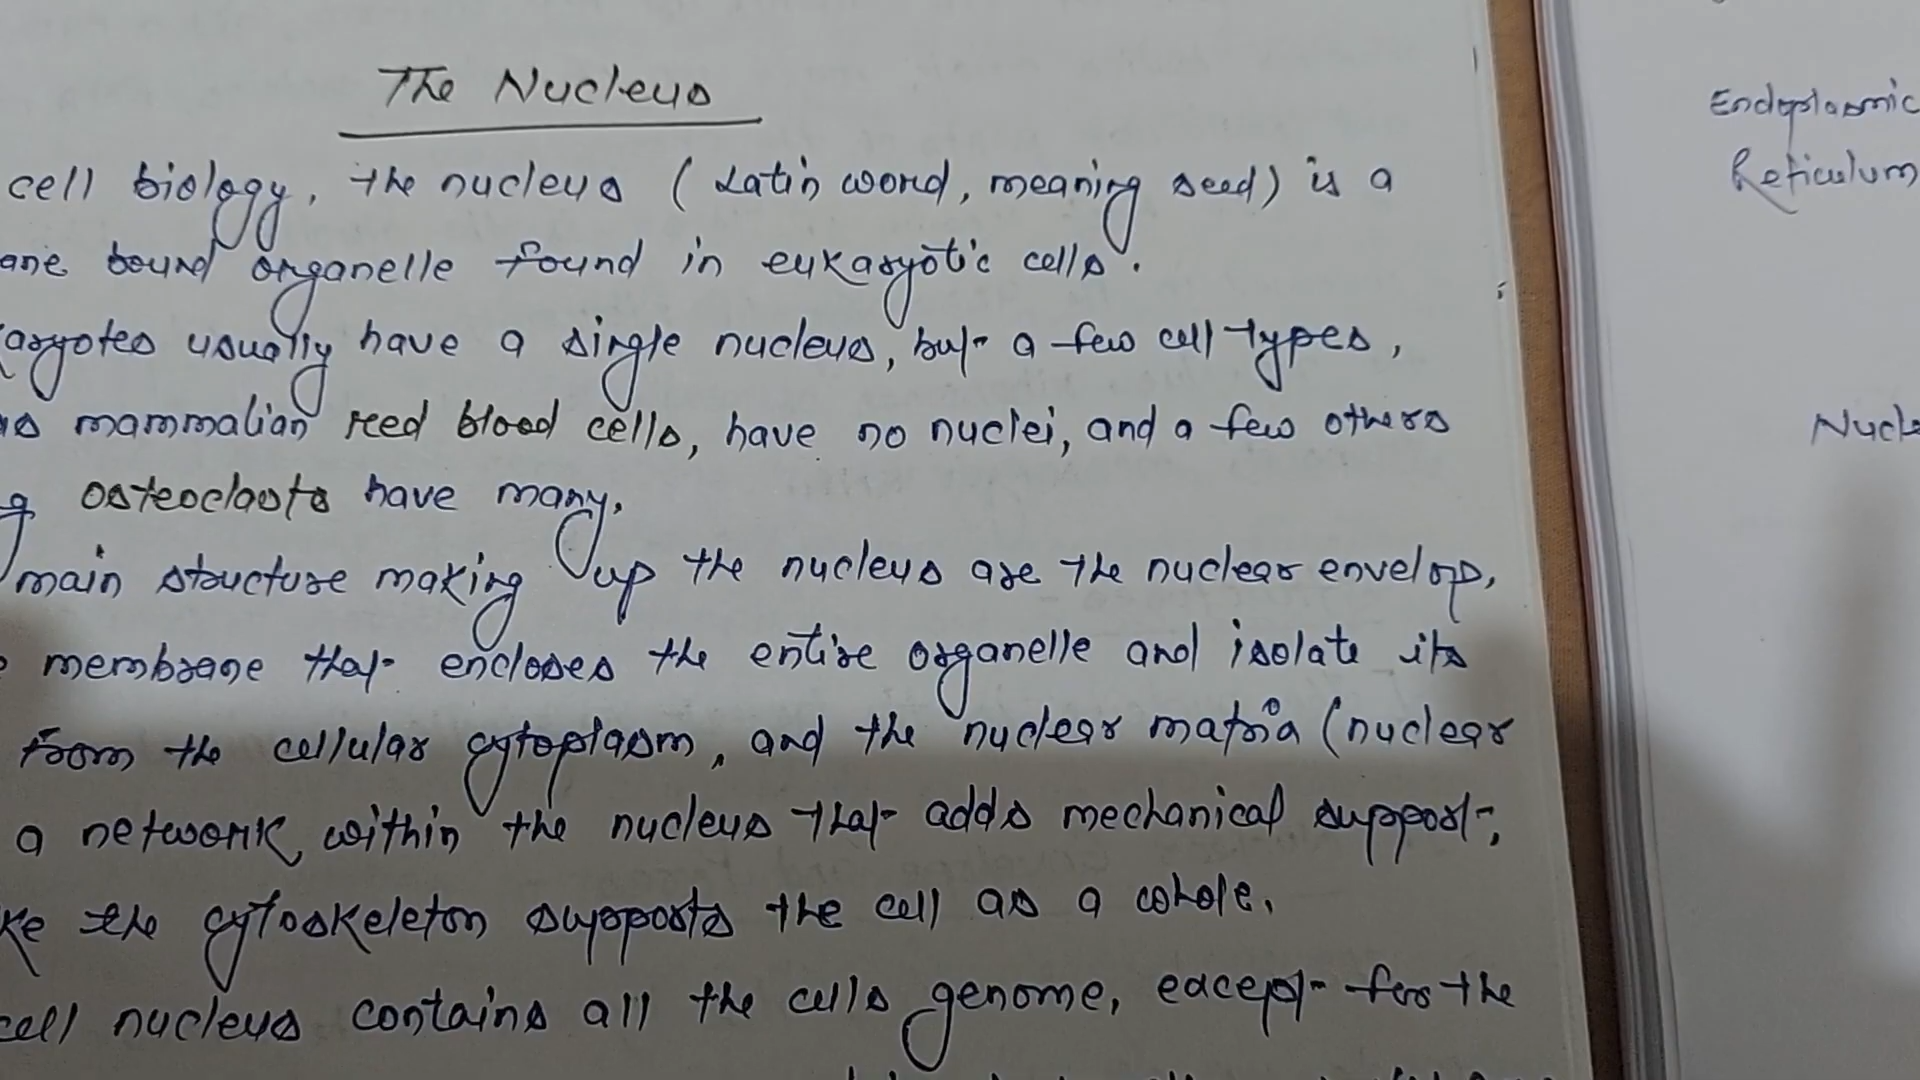 The Nucleus
cell biology, the nucleus ( Latin word, meaning seed) is a
ane bound organelle found in eukaryotic cells.
karyotes usually have a single nucleus, but a few cell types,
as mammalian reed blood cells, have no nuclei, and a few others
g osteoclasts have many.
main structure making up the nucleus are the nuclear envelop,
membrane that encloses the entire organelle and isolate its
from the cellular cytoplasm, and the nuclear matrix (nuclear
a network within the nucleus that adds mechanical support,
ke the cytoskeleton supports the cell as a whole.
cell nucleus contains all the cells genome, except for the
Endoplasmic
Reticulum
Nucle